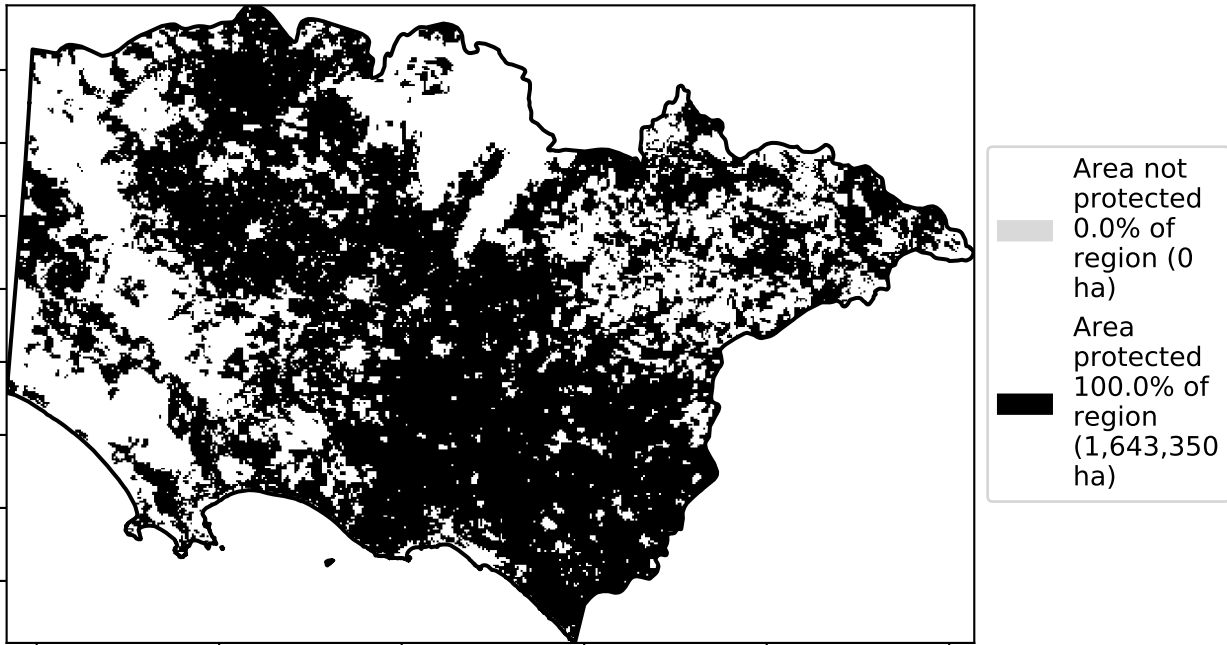 Area not
protected
0.0% of
region (0
ha)
Area
protected
100.0% of
region
(1,643,350
ha)